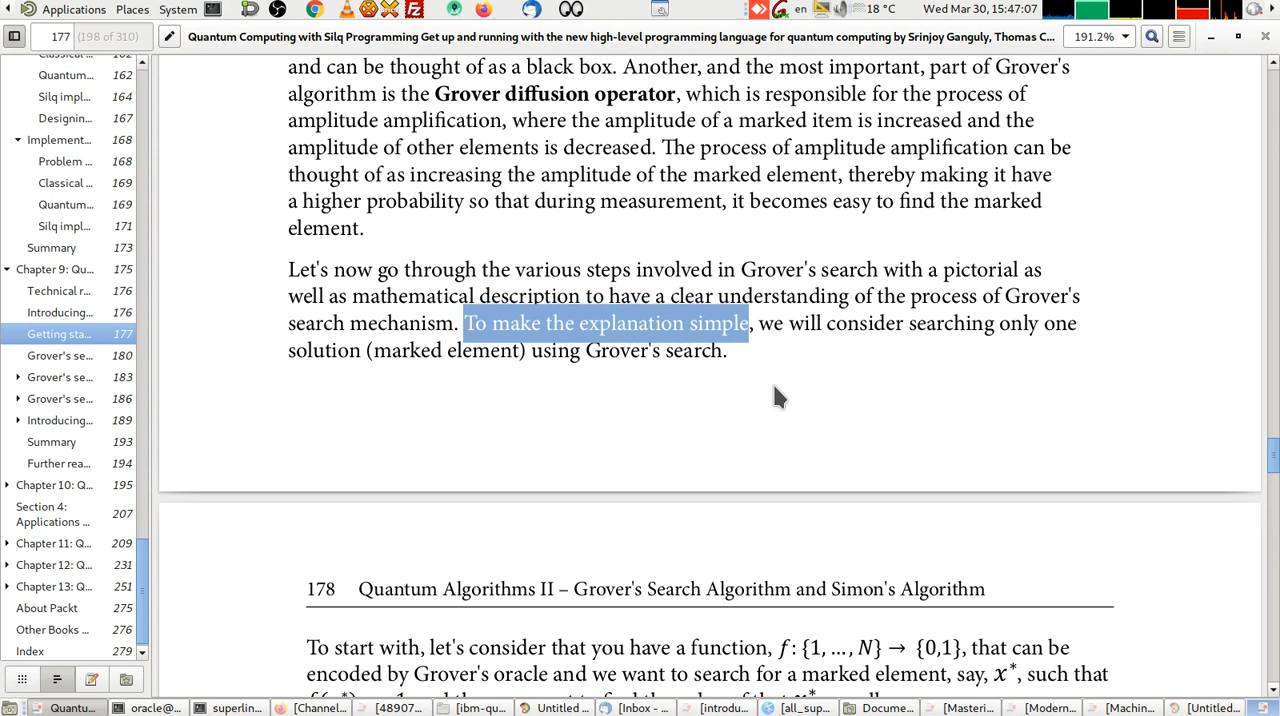 Applications Places System en 18 °C Wed Mar 30, 15:47:07
177 (198 of 310) Quantum Computing with Silq Programming Get up and running with the new high-level programming language for quantum computing by Srinjoy Ganguly, Thomas C... 191.2%
Quantum... 162
Silq impl... 164
Designin... 167
Implement... 168
Problem ... 168
Classical ... 169
Quantum... 169
Silq impl... 171
Summary 173
Chapter 9: Qu... 175
Technical r... 176
Introducing... 176
Getting sta... 177
Grover's se... 180
Grover's se... 183
Grover's se... 186
Introducing... 189
Summary 193
Further rea... 194
Chapter 10: Q... 195
Section 4:
Applications ... 207
Chapter 11: Q... 209
Chapter 12: Q... 231
Chapter 13: Q... 251
About Packt 275
Other Books ... 276
Index 279
and can be thought of as a black box. Another, and the most important, part of Grover's
algorithm is the Grover diffusion operator, which is responsible for the process of
amplitude amplification, where the amplitude of a marked item is increased and the
amplitude of other elements is decreased. The process of amplitude amplification can be
thought of as increasing the amplitude of the marked element, thereby making it have
a higher probability so that during measurement, it becomes easy to find the marked
element.
Let's now go through the various steps involved in Grover's search with a pictorial as
well as mathematical description to have a clear understanding of the process of Grover's
search mechanism. To make the explanation simple, we will consider searching only one
solution (marked element) using Grover's search.
178 Quantum Algorithms II – Grover's Search Algorithm and Simon's Algorithm
To start with, let's consider that you have a function, f: {1, ..., N} → {0,1}, that can be
encoded by Grover's oracle and we want to search for a marked element, say, x*, such that
Quantu... oracle@... superlin... [Channel... [48907... [ibm-qu... Untitled ... [Inbox - ... [introdu... [all_sup... Docume... [Masteri... [Modern... [Machin... [Untitled...